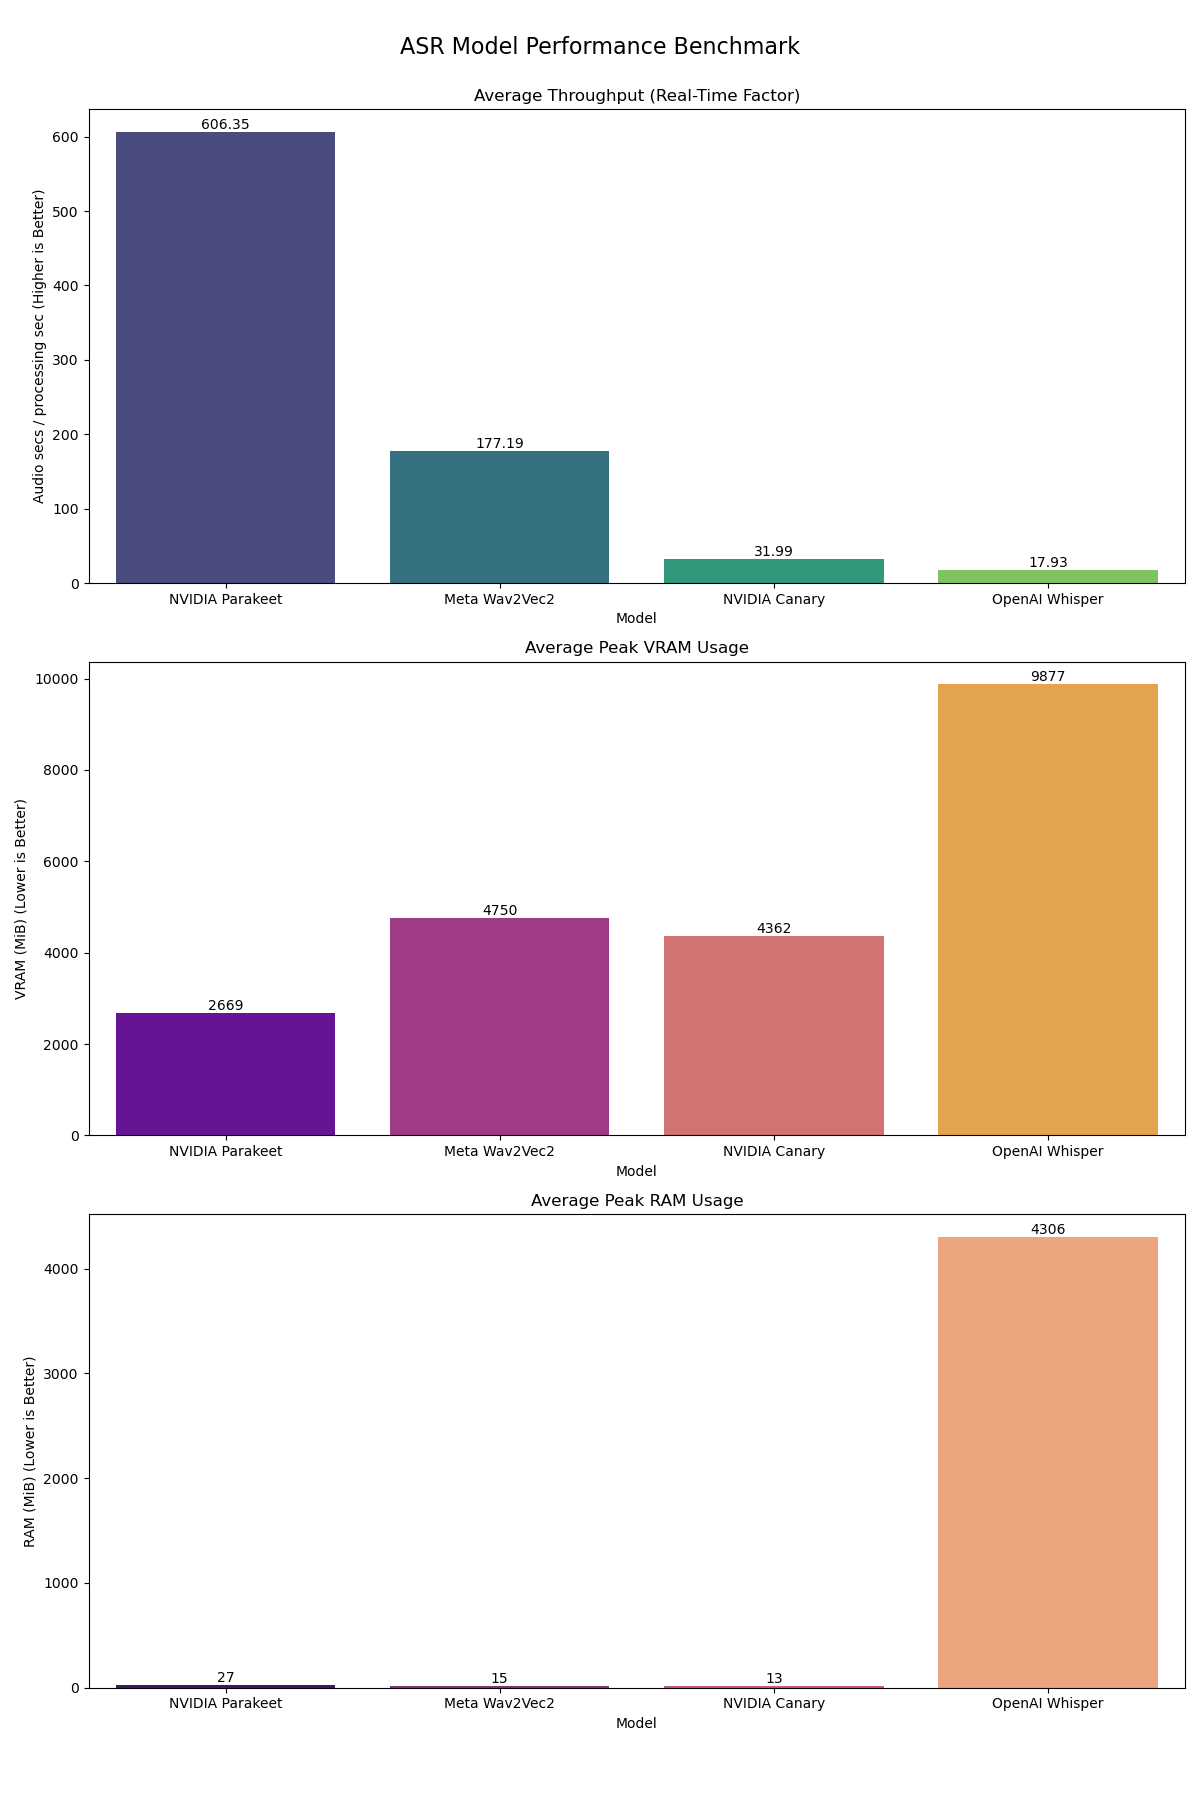 ASR Model Performance Benchmark
Average Throughput (Real-Time Factor)
Audio secs / processing sec (Higher is Better)
600
500
400
300
200
100
0
606.35
177.19
31.99
17.93
NVIDIA Parakeet
Meta Wav2Vec2
NVIDIA Canary
OpenAI Whisper
Model
Average Peak VRAM Usage
VRAM (MiB) (Lower is Better)
10000
8000
6000
4000
2000
0
2669
4750
4362
9877
NVIDIA Parakeet
Meta Wav2Vec2
NVIDIA Canary
OpenAI Whisper
Model
Average Peak RAM Usage
RAM (MiB) (Lower is Better)
4000
3000
2000
1000
0
27
15
13
4306
NVIDIA Parakeet
Meta Wav2Vec2
NVIDIA Canary
OpenAI Whisper
Model